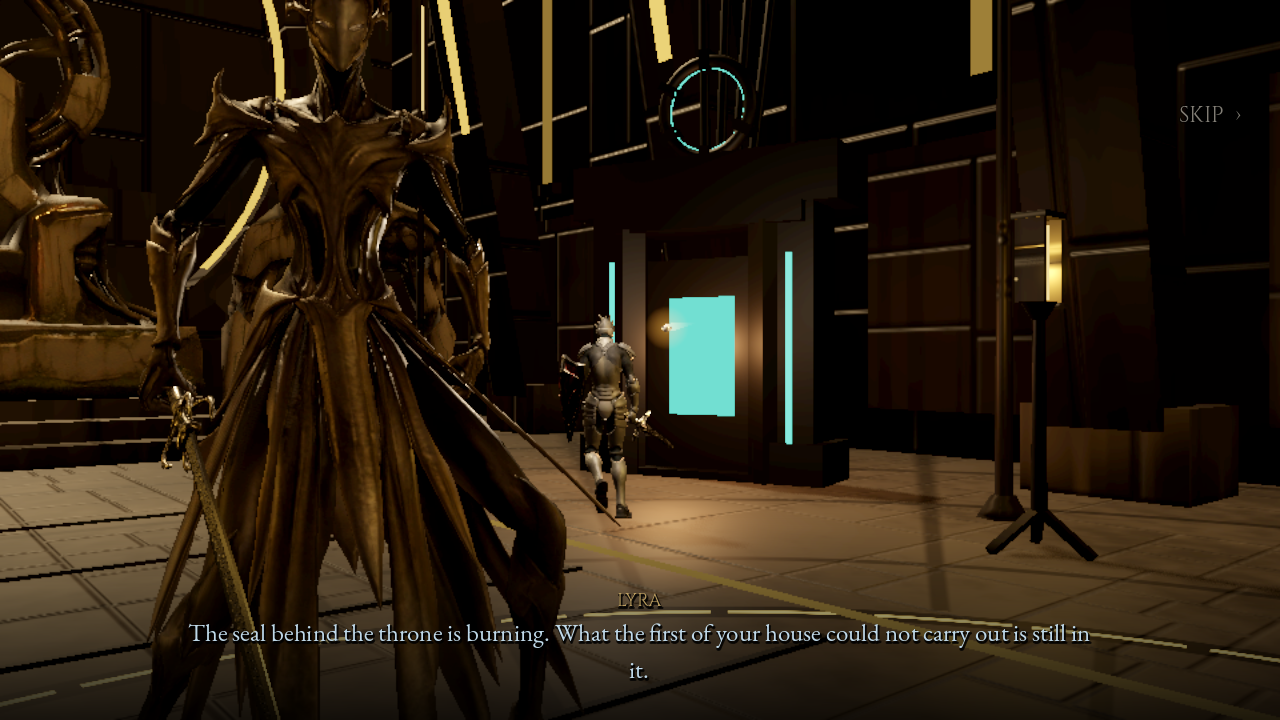 SKIP ›
LYRA
The seal behind the throne is burning. What the first of your house could not carry out is still in
it.